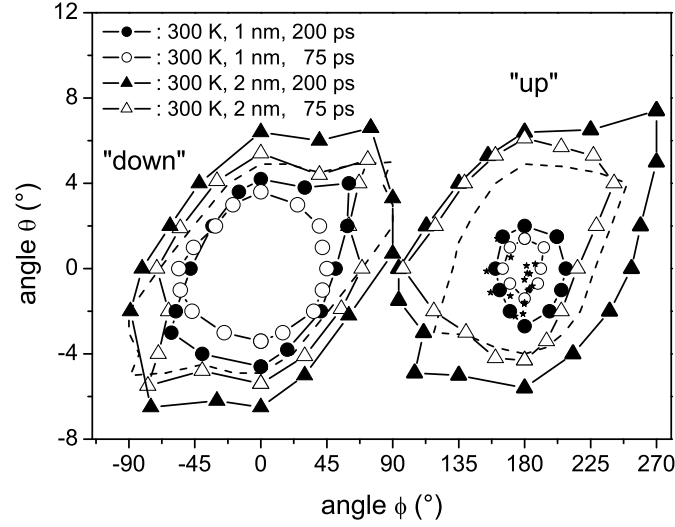 12
8
4
0
-4
-8
angle θ (°)
: 300 K, 1 nm, 200 ps
: 300 K, 1 nm, 75 ps
: 300 K, 2 nm, 200 ps
: 300 K, 2 nm, 75 ps
"down"
"up"
-90 -45 0 45 90 135 180 225 270
angle ϕ (°)